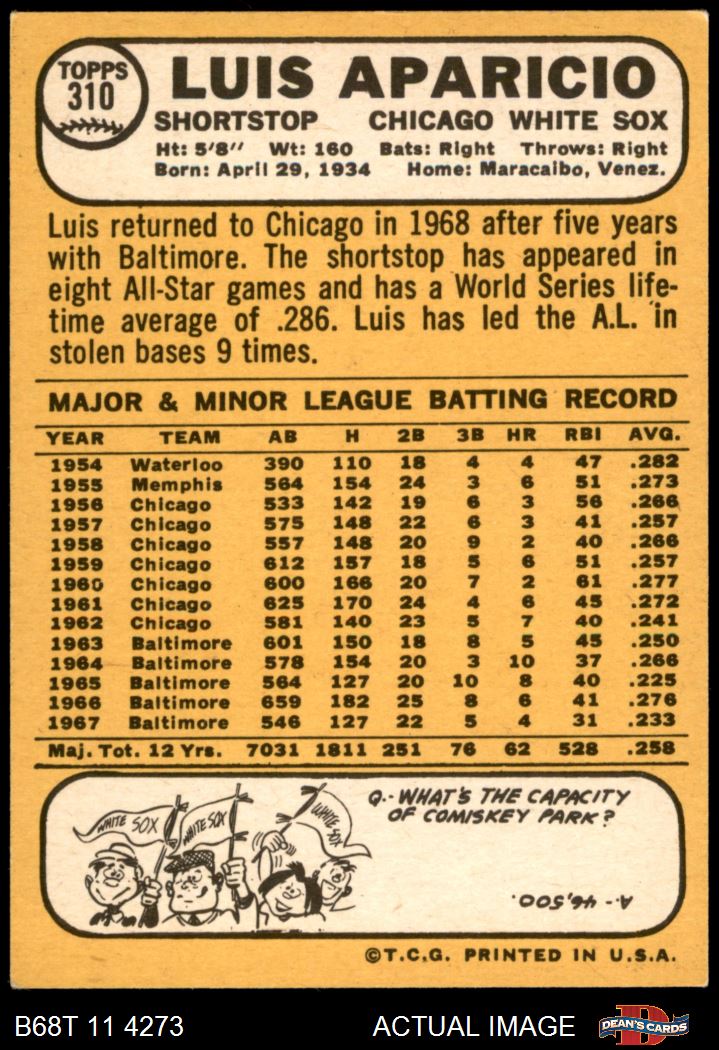 TOPPS
310
LUIS APARICIO
SHORTSTOP CHICAGO WHITE SOX
Ht: 5'8" Wt: 160 Bats: Right Throws: Right
Born: April 29, 1934 Home: Maracaibo, Venez.
Luis returned to Chicago in 1968 after five years
with Baltimore. The shortstop has appeared in
eight All-Star games and has a World Series life-
time average of .286. Luis has led the A.L. in
stolen bases 9 times.
MAJOR & MINOR LEAGUE BATTING RECORD
YEAR TEAM AB H 2B 3B HR RBI AVG.
1954 Waterloo 390 110 18 4 4 47 .282
1955 Memphis 564 154 24 3 6 51 .273
1956 Chicago 533 142 19 6 3 56 .266
1957 Chicago 575 148 22 6 3 41 .257
1958 Chicago 557 148 20 9 2 40 .266
1959 Chicago 612 157 18 5 6 51 .257
1960 Chicago 600 166 20 7 2 61 .277
1961 Chicago 625 170 24 4 6 45 .272
1962 Chicago 581 140 23 5 7 40 .241
1963 Baltimore 601 150 18 8 5 45 .250
1964 Baltimore 578 154 20 3 10 37 .266
1965 Baltimore 564 127 20 10 8 40 .225
1966 Baltimore 659 182 25 8 6 41 .276
1967 Baltimore 546 127 22 5 4 31 .233
Maj. Tot. 12 Yrs. 7031 1811 251 76 62 528 .258
WHITE SOX
WHITE SOX
WHITE SOX
Q.- WHAT'S THE CAPACITY
OF COMISKEY PARK?
A.- 46,500.
©T.C.G. PRINTED IN U.S.A.
B68T 11 4273 ACTUAL IMAGE
D
DEAN'S CARDS